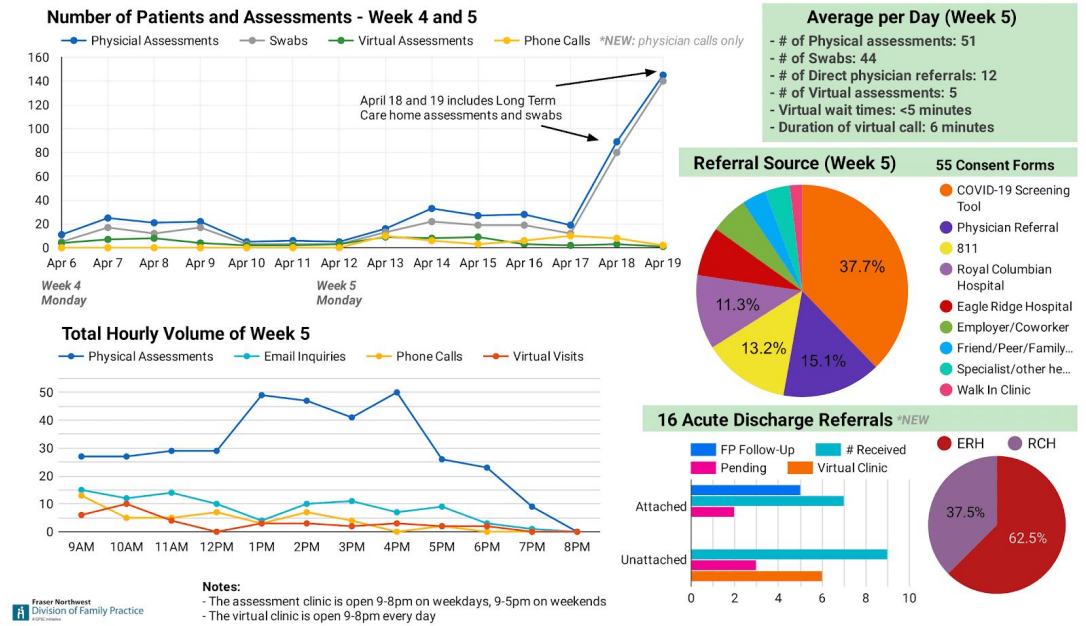 Number of Patients and Assessments - Week 4 and 5
Physicial Assessments
Swabs
Virtual Assessments
Phone Calls *NEW: physician calls only
160
140
120
100
80
60
40
20
0
April 18 and 19 includes Long Term
Care home assessments and swabs
Apr 6 Apr 7 Apr 8 Apr 9 Apr 10 Apr 11 Apr 12 Apr 13 Apr 14 Apr 15 Apr 16 Apr 17 Apr 18 Apr 19
Week 4
Monday
Week 5
Monday
Average per Day (Week 5)
- # of Physical assessments: 51
- # of Swabs: 44
- # of Direct physician referrals: 12
- # of Virtual assessments: 5
- Virtual wait times: <5 minutes
- Duration of virtual call: 6 minutes
Referral Source (Week 5) 55 Consent Forms
37.7%
15.1%
13.2%
11.3%
COVID-19 Screening
Tool
Physician Referral
811
Royal Columbian
Hospital
Eagle Ridge Hospital
Employer/Coworker
Friend/Peer/Family...
Specialist/other he...
Walk In Clinic
Total Hourly Volume of Week 5
Physical Assessments
Email Inquiries
Phone Calls
Virtual Visits
50
40
30
20
10
0
9AM 10AM 11AM 12PM 1PM 2PM 3PM 4PM 5PM 6PM 7PM 8PM
16 Acute Discharge Referrals *NEW
FP Follow-Up
# Received
Pending
Virtual Clinic
Attached
Unattached
0 2 4 6 8 10
ERH
RCH
37.5%
62.5%
Notes:
- The assessment clinic is open 9-8pm on weekdays, 9-5pm on weekends
- The virtual clinic is open 9-8pm every day
Fraser Northwest
Division of Family Practice
A GPSC initiative